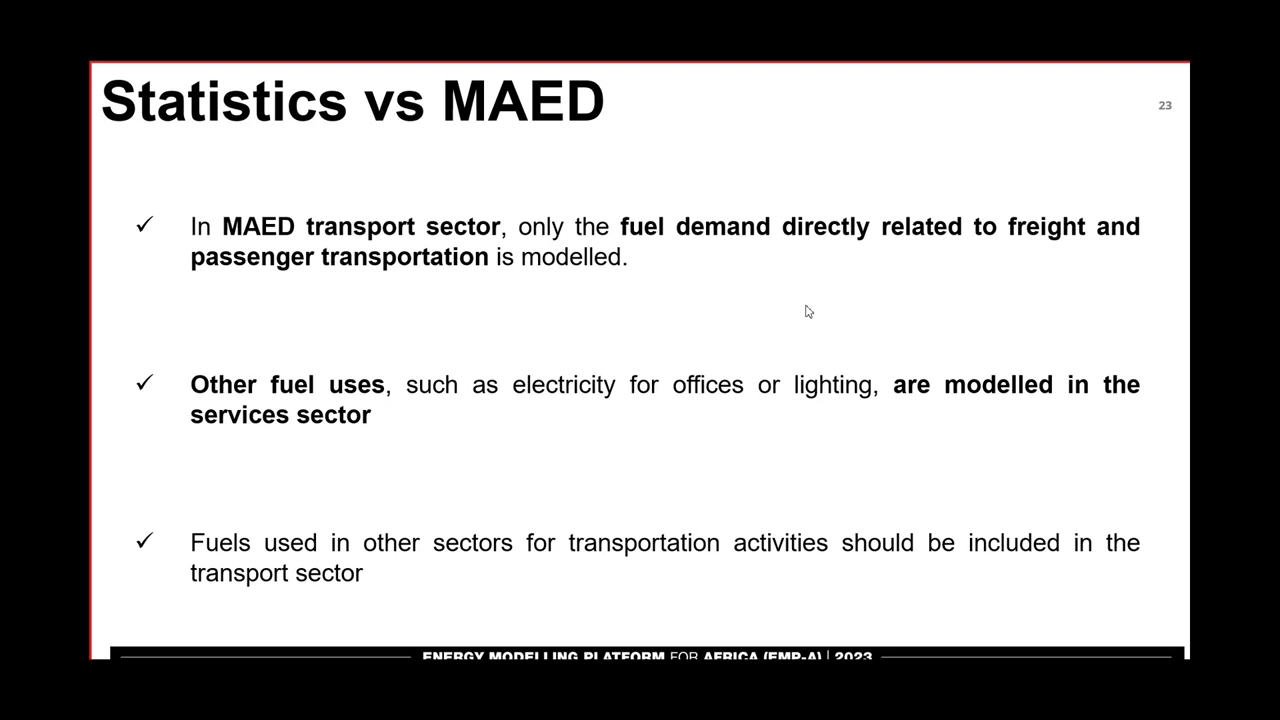 Statistics vs MAED
23
✓ In MAED transport sector, only the fuel demand directly related to freight and
passenger transportation is modelled.
✓ Other fuel uses, such as electricity for offices or lighting, are modelled in the
services sector
✓ Fuels used in other sectors for transportation activities should be included in the
transport sector
ENERGY MODELLING PLATFORM FOR AFRICA (EMP-A) | 2023